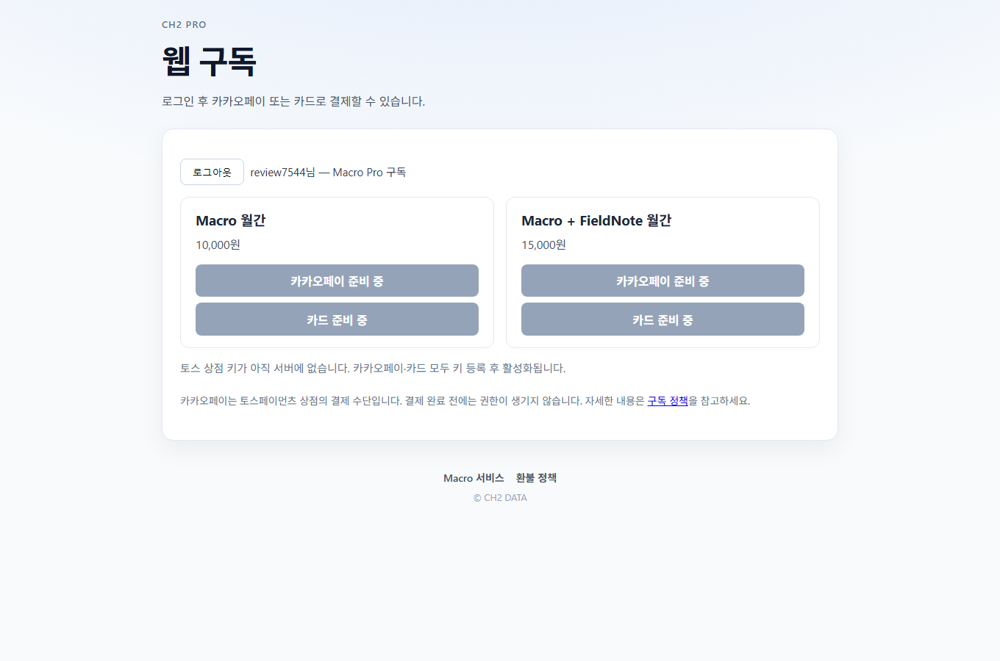 CH2 PRO
웹 구독
로그인 후 카카오페이 또는 카드로 결제할 수 있습니다.
로그아웃 review7544님 — Macro Pro 구독
Macro 월간
10,000원
카카오페이 준비 중
카드 준비 중
Macro + FieldNote 월간
15,000원
카카오페이 준비 중
카드 준비 중
토스 상점 키가 아직 서버에 없습니다. 카카오페이·카드 모두 키 등록 후 활성화됩니다.
카카오페이는 토스페이먼츠 상점의 결제 수단입니다. 결제 완료 전에는 권한이 생기지 않습니다. 자세한 내용은 구독 정책을 참고하세요.
Macro 서비스 환불 정책
© CH2 DATA